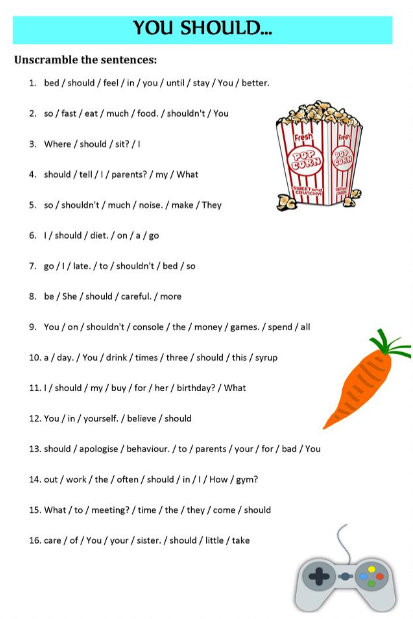 YOU SHOULD...
Unscramble the sentences:
1. bed / should / feel / in / you / until / stay / You / better.
2. so / fast / eat / much / food. / shouldn't / You
3. Where / should / sit? / I
4. should / tell / I / parents? / my / What
5. so / shouldn't / much / noise. / make / They
6. I / should / diet. / on / a / go
7. go / I / late. / to / shouldn't / bed / so
8. be / She / should / careful. / more
9. You / on / shouldn't / console / the / money / games. / spend / all
10. a / day. / You / drink / times / three / should / this / syrup
11. I / should / my / buy / for / her / birthday? / What
12. You / in / yourself. / believe / should
13. should / apologise / behaviour. / to / parents / your / for / bad / You
14. out / work / the / often / should / in / I / How / gym?
15. What / to / meeting? / time / the / they / come / should
16. care / of / You / your / sister. / should / little / take
Fresh
Fresh
POP
CORN
POP
CORN